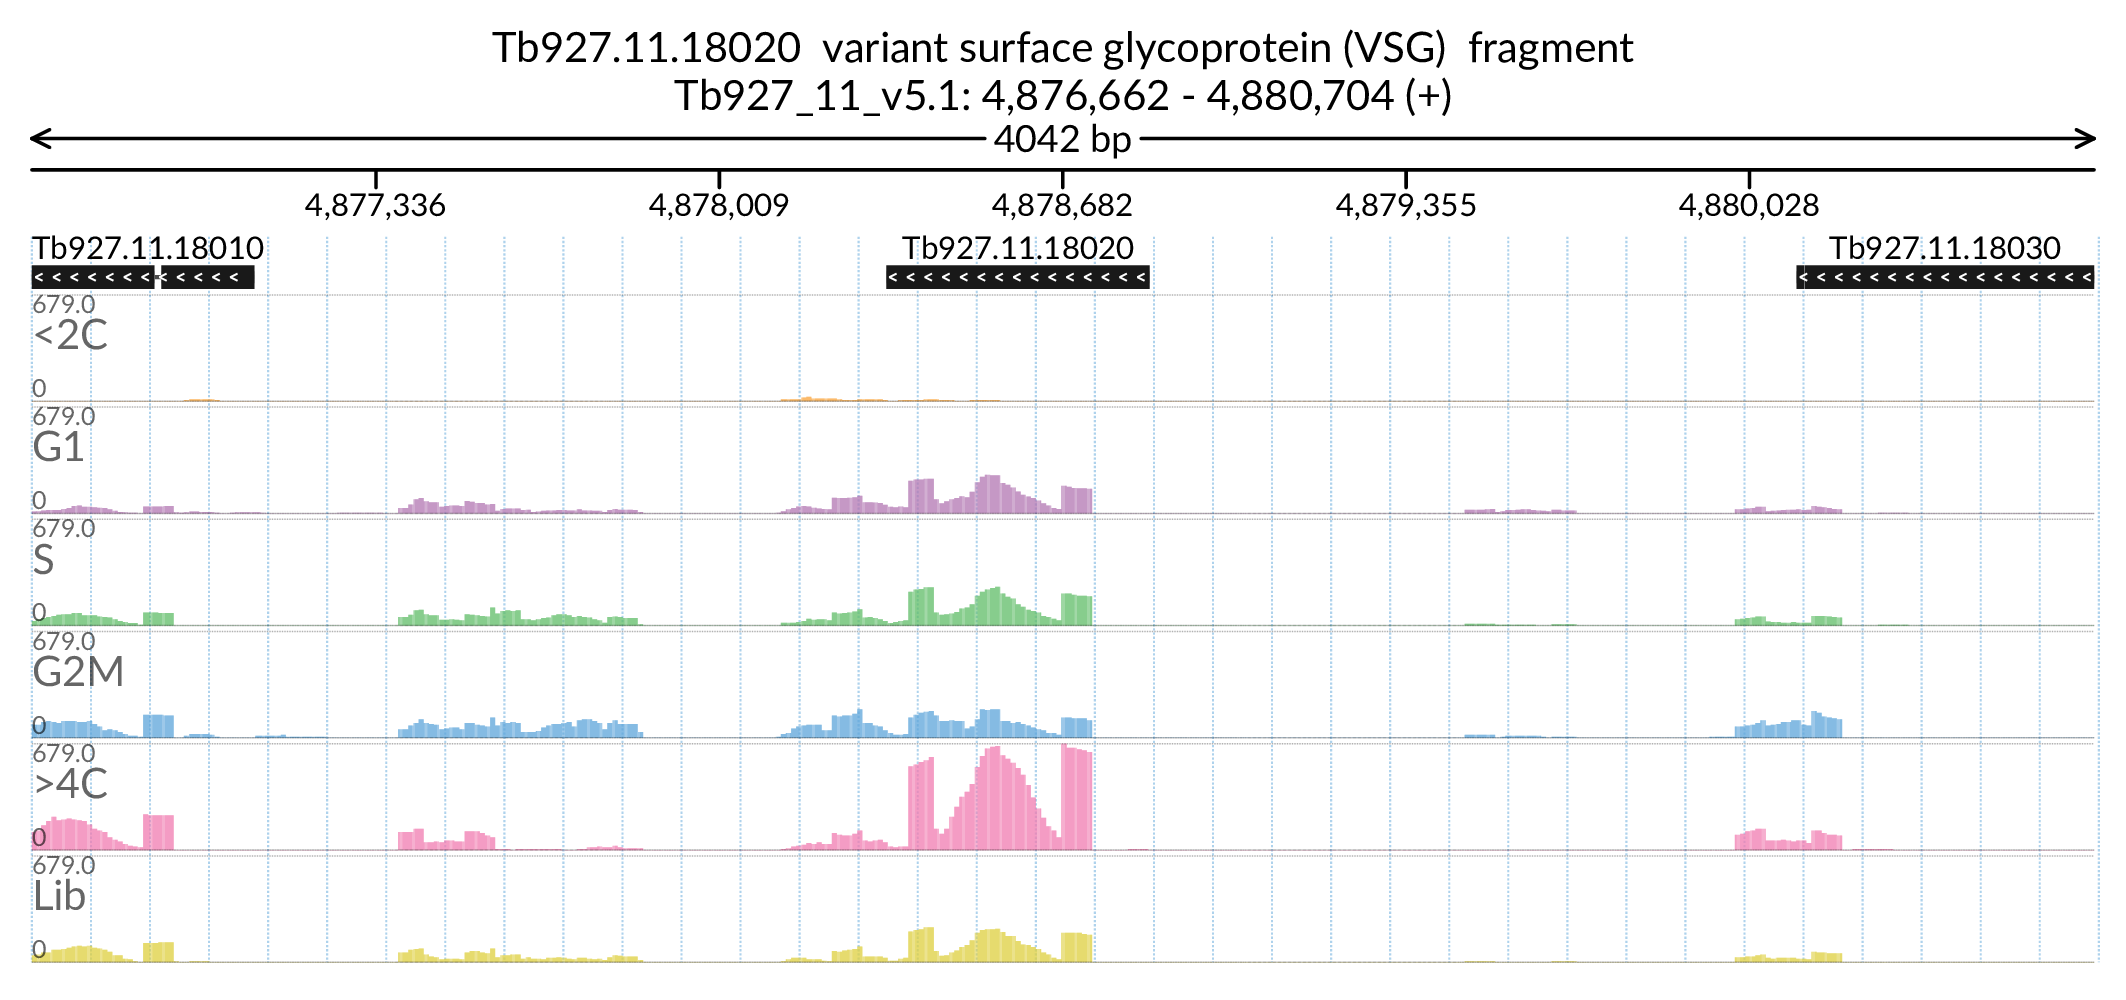 Tb927.11.18020  variant surface glycoprotein (VSG)  fragment
Tb927_11_v5.1: 4,876,662 - 4,880,704 (+)
4042 bp
4,877,336 4,878,009 4,878,682 4,879,355 4,880,028
Tb927.11.18010 Tb927.11.18020 Tb927.11.18030
679.0
<2C
0
679.0
G1
0
679.0
S
0
679.0
G2M
0
679.0
>4C
0
679.0
Lib
0